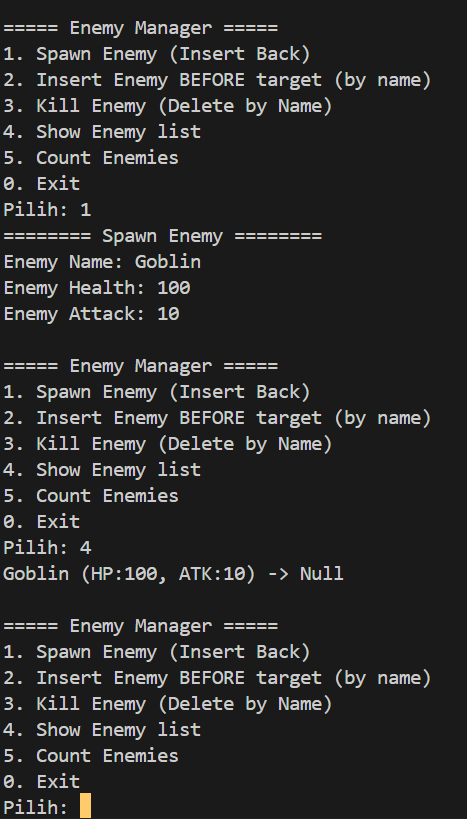 ===== Enemy Manager =====
1. Spawn Enemy (Insert Back)
2. Insert Enemy BEFORE target (by name)
3. Kill Enemy (Delete by Name)
4. Show Enemy list
5. Count Enemies
0. Exit
Pilih: 1
======== Spawn Enemy ========
Enemy Name: Goblin
Enemy Health: 100
Enemy Attack: 10
===== Enemy Manager =====
1. Spawn Enemy (Insert Back)
2. Insert Enemy BEFORE target (by name)
3. Kill Enemy (Delete by Name)
4. Show Enemy list
5. Count Enemies
0. Exit
Pilih: 4
Goblin (HP:100, ATK:10) -> Null
===== Enemy Manager =====
1. Spawn Enemy (Insert Back)
2. Insert Enemy BEFORE target (by name)
3. Kill Enemy (Delete by Name)
4. Show Enemy list
5. Count Enemies
0. Exit
Pilih: